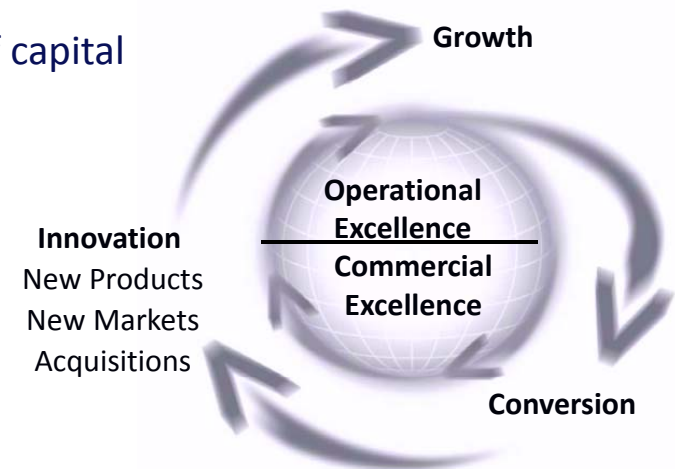 capital
Growth
Operational
Excellence
Commercial
Excellence
Innovation
New Products
New Markets
Acquisitions
Conversion